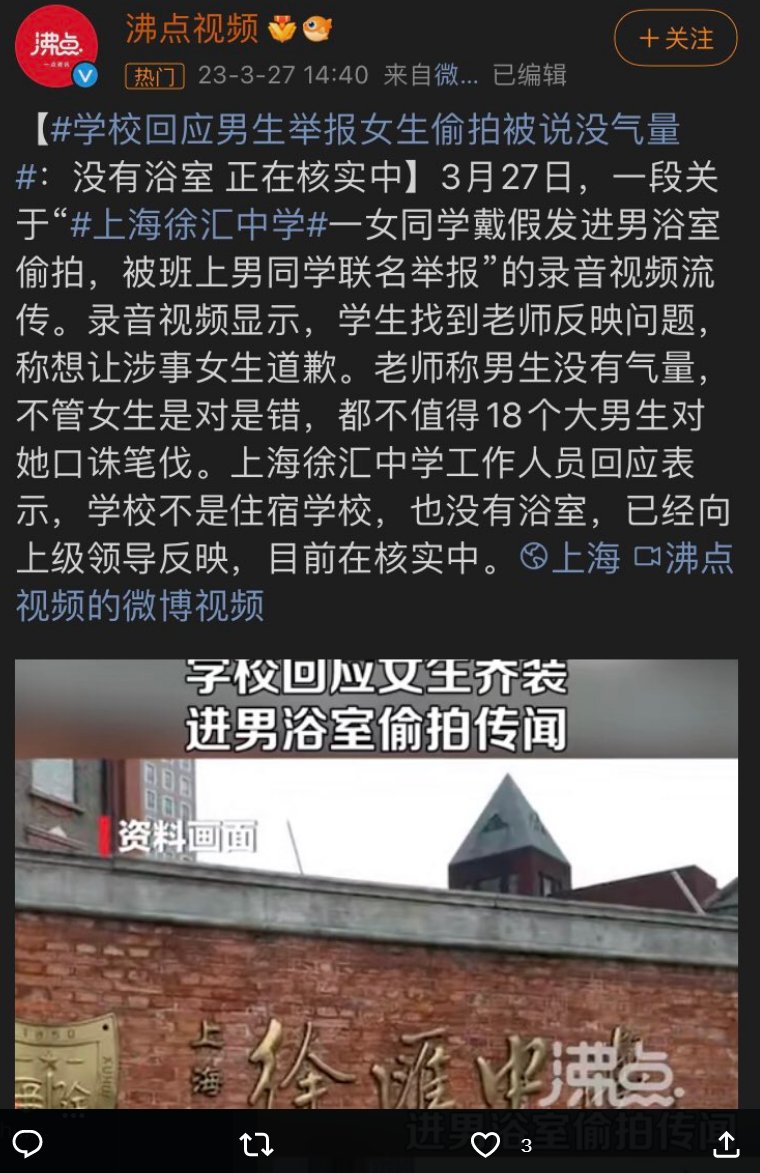 沸点
一点资讯
沸点视频
+关注
热门 23-3-27 14:40 来自微... 已编辑
【#学校回应男生举报女生偷拍被说没气量
#：没有浴室 正在核实中】3月27日，一段关
于“#上海徐汇中学#一女同学戴假发进男浴室
偷拍，被班上男同学联名举报”的录音视频流
传。录音视频显示，学生找到老师反映问题，
称想让涉事女生道歉。老师称男生没有气量，
不管女生是对是错，都不值得18个大男生对
她口诛笔伐。上海徐汇中学工作人员回应表
示，学校不是住宿学校，也没有浴室，已经向
上级领导反映，目前在核实中。上海 沸点
视频的微博视频
学校回应女生乔装
进男浴室偷拍传闻
资料画面
1850
上海
徐滙中
沸点
进男浴室偷拍传闻
3